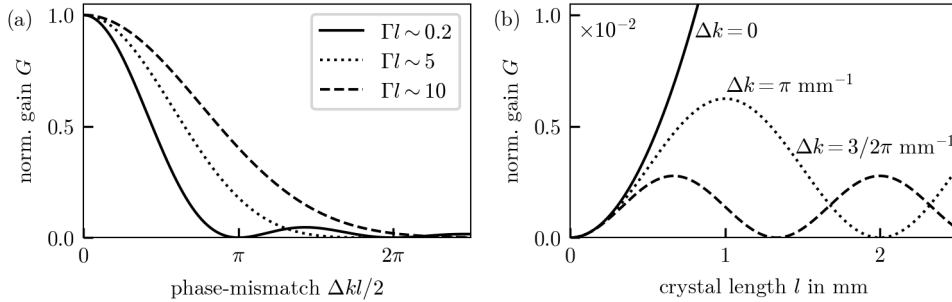 (a)
norm. gain G
1.0
0.5
0.0
0
π
2π
phase-mismatch Δkl/2
Γl ∼ 0.2
Γl ∼ 5
Γl ∼ 10
(b)
norm. gain G
1.0
0.5
0.0
×10⁻²
Δk = 0
Δk = π mm⁻¹
Δk = 3/2π mm⁻¹
0
1
2
crystal length l in mm